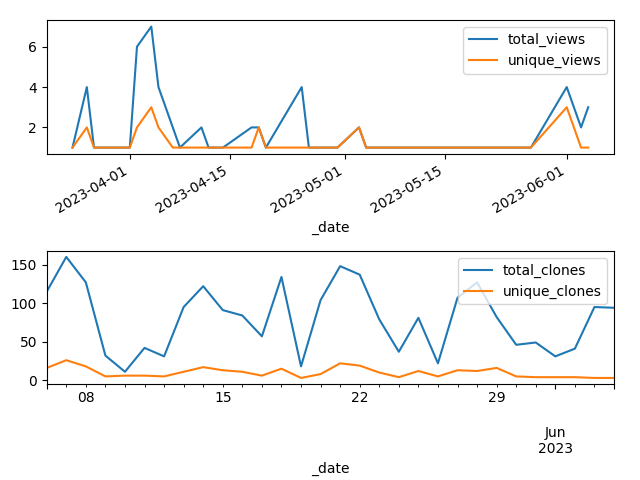 6
4
2
total_views
unique_views
2023-04-01
2023-04-15
2023-05-01
2023-05-15
2023-06-01
_date
150
100
50
0
total_clones
unique_clones
08
15
22
29
Jun
2023
_date